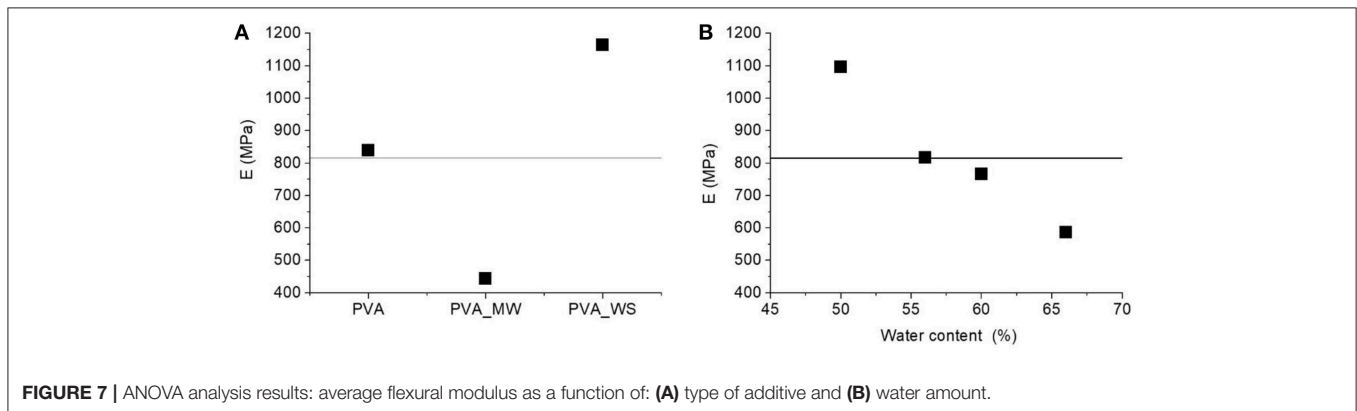 A
E (MPa)
1200
1100
1000
900
800
700
600
500
400
PVA PVA_MW PVA_WS
B
E (MPa)
1200
1100
1000
900
800
700
600
500
400
45 50 55 60 65 70
Water content (%)
FIGURE 7 | ANOVA analysis results: average flexural modulus as a function of: (A) type of additive and (B) water amount.